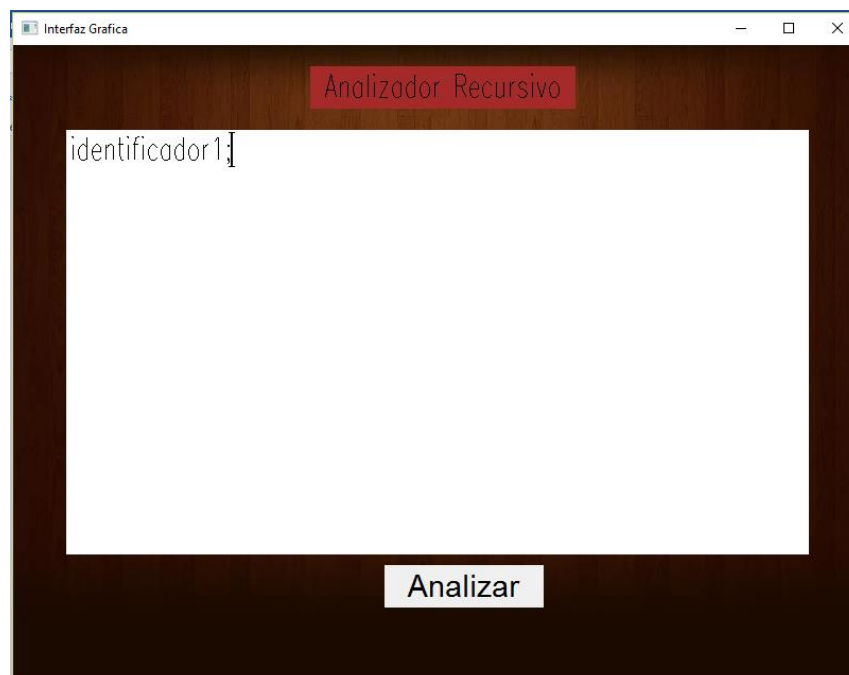 Interfaz Grafica
Analizador Recursivo
identificador1;
Analizar